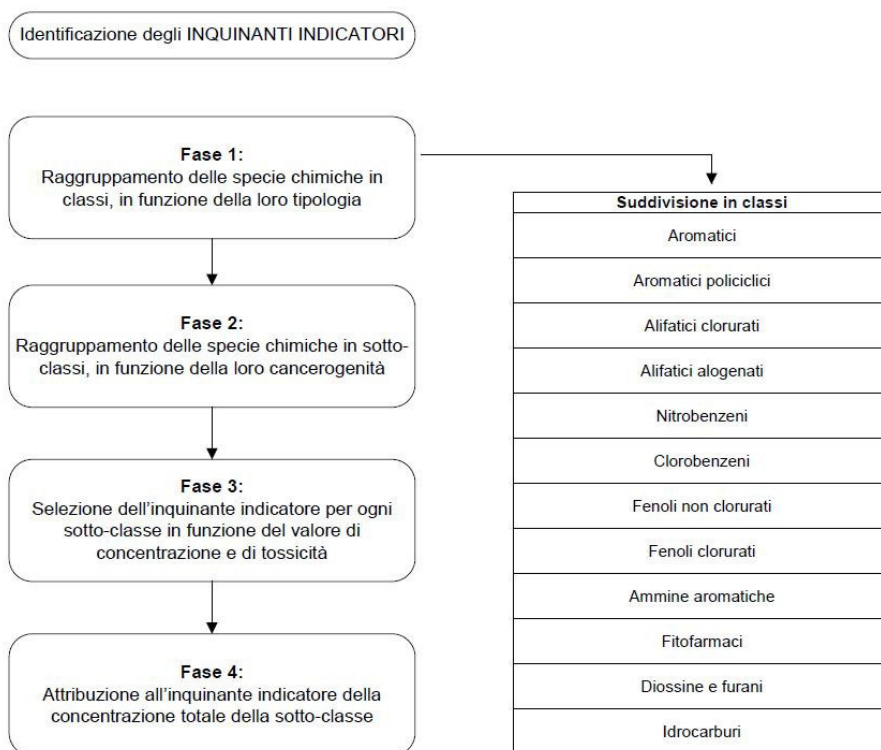 Identificazione degli INQUINANTI INDICATORI
Fase 1:
Raggruppamento delle specie chimiche in
classi, in funzione della loro tipologia
Fase 2:
Raggruppamento delle specie chimiche in sotto-
classi, in funzione della loro cancerogenità
Fase 3:
Selezione dell'inquinante indicatore per ogni
sotto-classe in funzione del valore di
concentrazione e di tossicità
Fase 4:
Attribuzione all'inquinante indicatore della
concentrazione totale della sotto-classe
Suddivisione in classi
Aromatici
Aromatici policiclici
Alifatici clorurati
Alifatici alogenati
Nitrobenzeni
Clorobenzeni
Fenoli non clorurati
Fenoli clorurati
Ammine aromatiche
Fitofarmaci
Diossine e furani
Idrocarburi